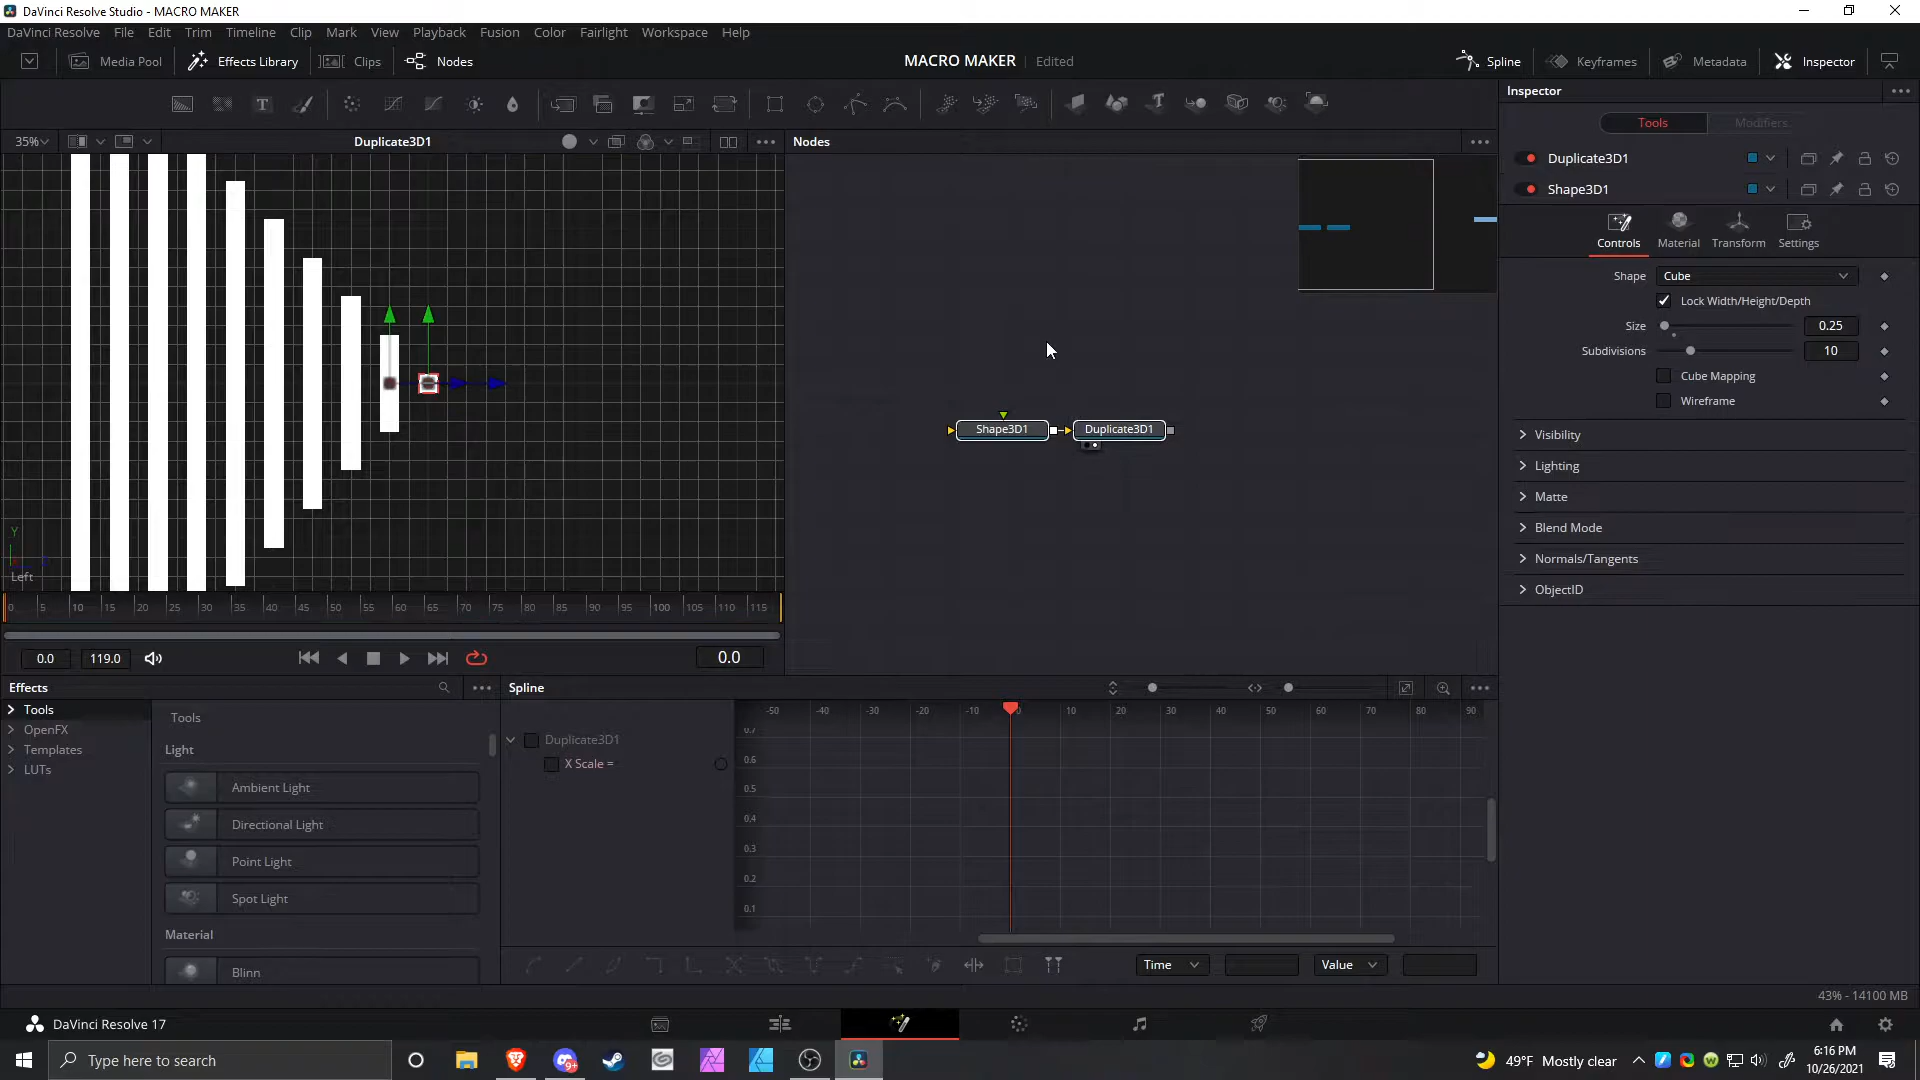 DaVinci Resolve Studio - MACRO MAKER
DaVinci Resolve File Edit Trim Timeline Clip Mark View Playback Fusion Color Fairlight Workspace Help
Media Pool Effects Library Clips Nodes MACRO MAKER Edited Spline Keyframes Metadata Inspector
Inspector
Tools Modifiers
35% Duplicate3D1 Nodes
Duplicate3D1
Shape3D1
Controls Material Transform Settings
Shape Cube
Lock Width/Height/Depth
Size 0.25
Subdivisions 10
Cube Mapping
Wireframe
Visibility
Lighting
Matte
Blend Mode
Normals/Tangents
ObjectID
Shape3D1 Duplicate3D1
Y
Left
0 5 10 15 20 25 30 35 40 45 50 55 60 65 70 75 80 85 90 95 100 105 110 115
0.0 119.0 0.0
Effects Spline
Tools
OpenFX
Templates
LUTs
Tools
Light
Ambient Light
Directional Light
Point Light
Spot Light
Material
Blinn
Duplicate3D1
X Scale =
-50 -40 -30 -20 -10 0 10 20 30 40 50 60 70 80 90
0.7
0.6
0.5
0.4
0.3
0.2
0.1
Time Value
43% - 14100 MB
DaVinci Resolve 17
Type here to search
9+
49°F Mostly clear
6:16 PM
10/26/2021